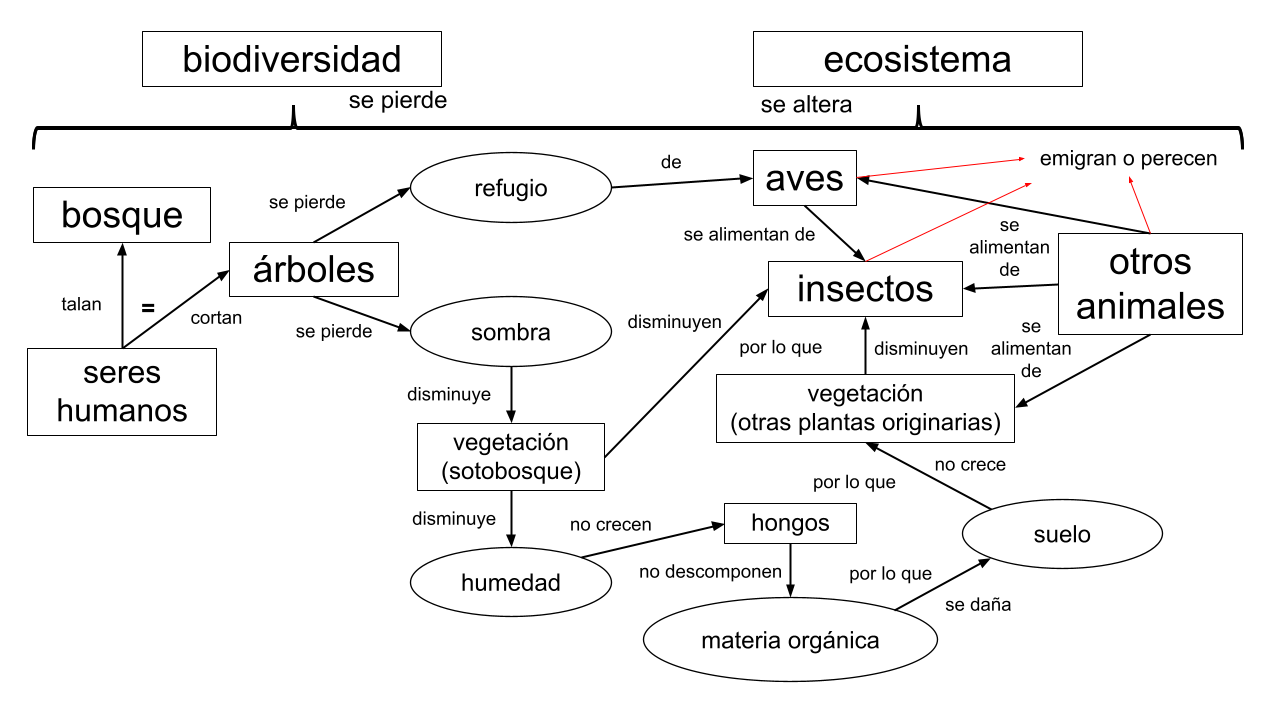 biodiversidad
ecosistema
se pierde
se altera
emigran o perecen
de
aves
refugio
se pierde
bosque
se alimentan de
se
alimentan
de
árboles
otros
animales
insectos
talan
=
cortan
se pierde
sombra
disminuyen
por lo que
disminuyen
se
alimentan
de
seres
humanos
disminuye
vegetación
(otras plantas originarias)
vegetación
(sotobosque)
no crece
por lo que
disminuye
no crecen
hongos
suelo
humedad
no descomponen
por lo que
se daña
materia orgánica